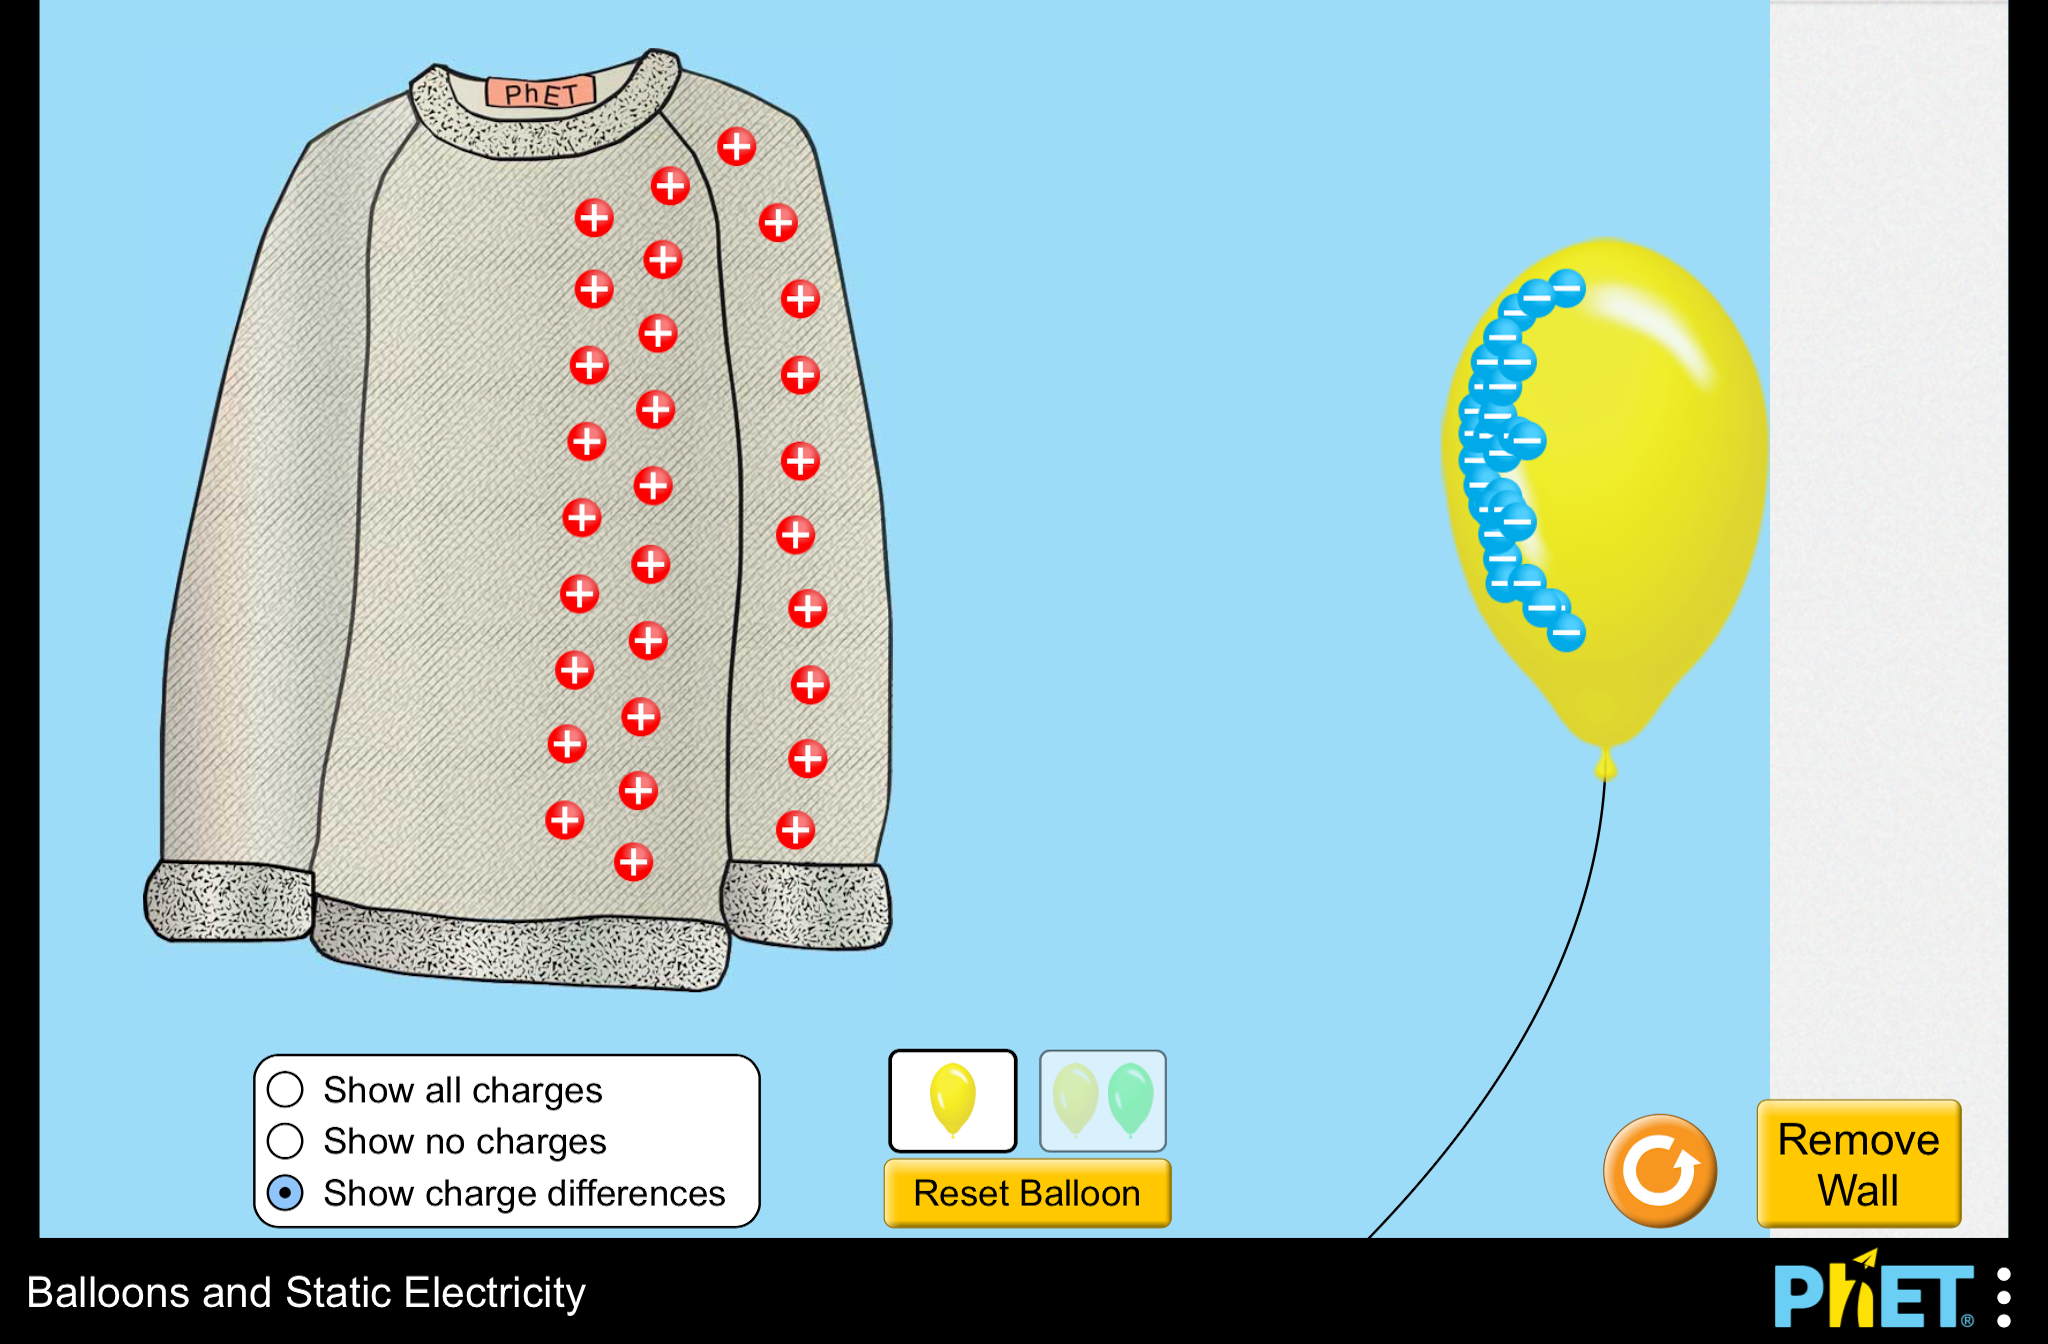 PhET
Show all charges
Show no charges
Show charge differences
Reset Balloon
Remove
Wall
Balloons and Static Electricity
PhET®